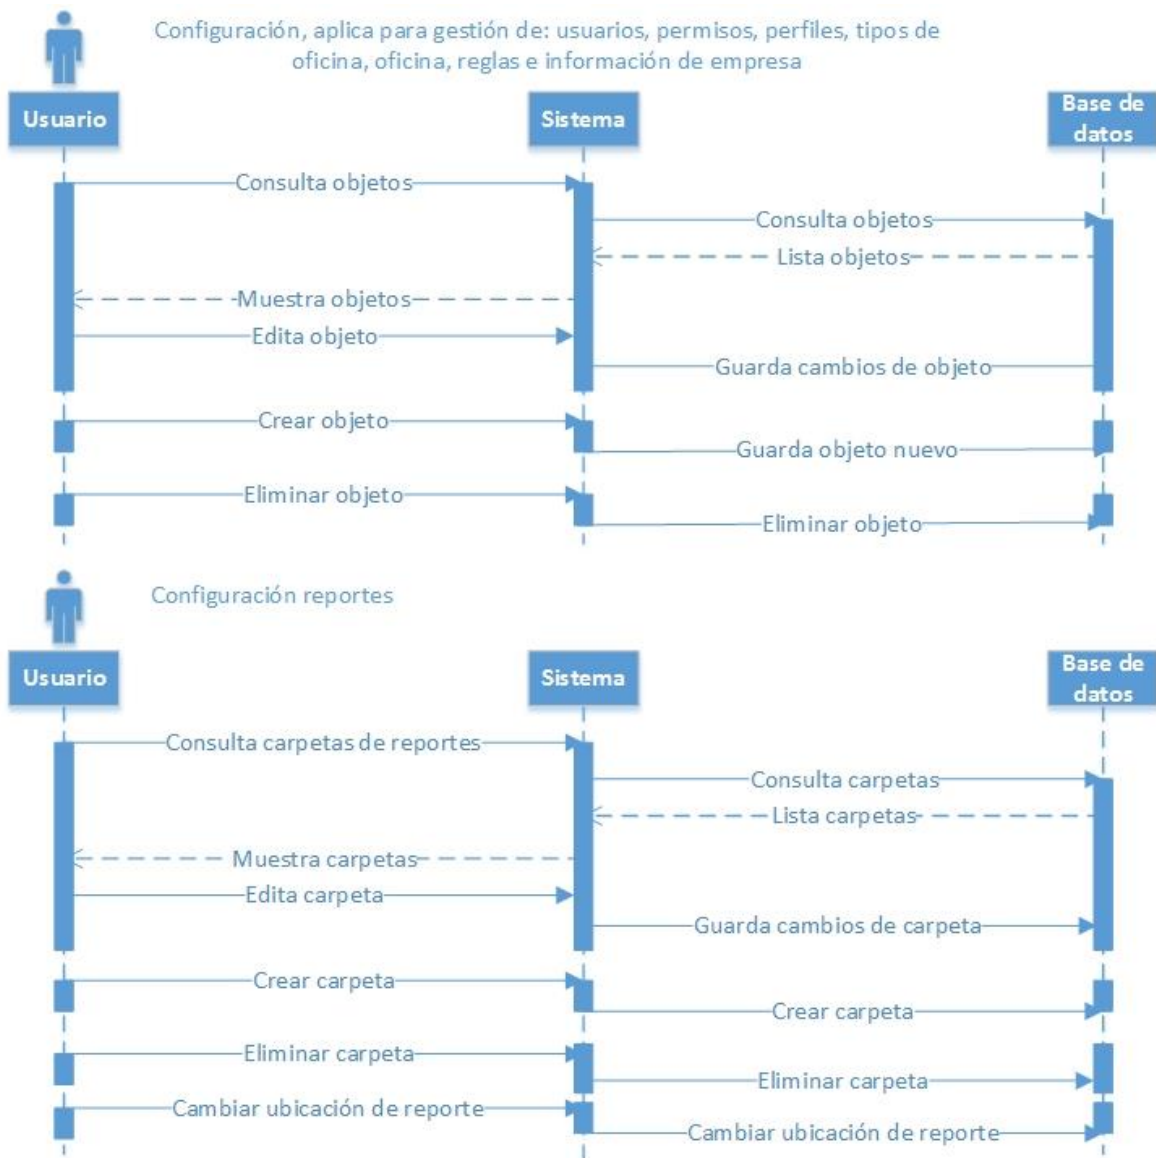 Configuración, aplica para gestión de: usuarios, permisos, perfiles, tipos de
oficina, oficina, reglas e información de empresa
Usuario
Sistema
Base de
datos
Consulta objetos
Consulta objetos
Lista objetos
Muestra objetos
Edita objeto
Guarda cambios de objeto
Crear objeto
Guarda objeto nuevo
Eliminar objeto
Eliminar objeto
Configuración reportes
Usuario
Sistema
Base de
datos
Consulta carpetas de reportes
Consulta carpetas
Lista carpetas
Muestra carpetas
Edita carpeta
Guarda cambios de carpeta
Crear carpeta
Crear carpeta
Eliminar carpeta
Eliminar carpeta
Cambiar ubicación de reporte
Cambiar ubicación de reporte